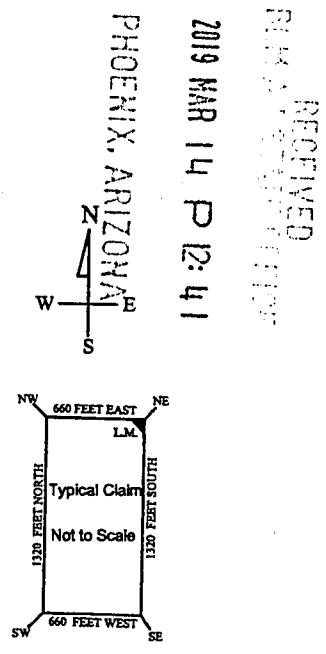 RECEIVED
2019 MAR 14 P 12:41
PHOENIX, ARIZONA
N
W E
S
NW 660 FEET EAST NE
L.M.
1320 FEET NORTH
Typical Claim
Not to Scale
1320 FEET SOUTH
SW 660 FEET WEST SE